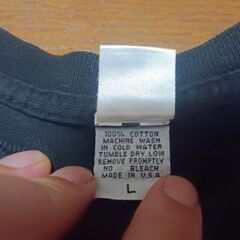 100% COTTON
MACHINE WASH
IN COLD WATER
TUMBLE DRY LOW
REMOVE PROMPTLY
NO BLEACH
MADE IN U.S.A.
L